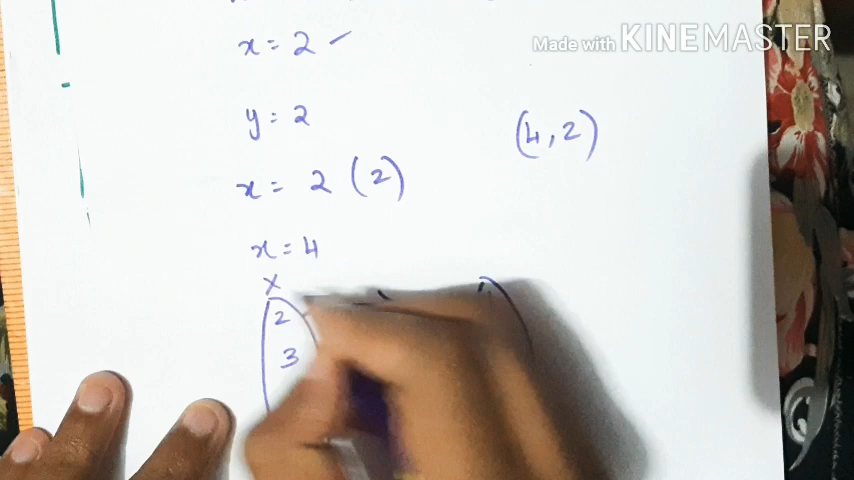 Made with KINEMASTER
x = 2
y = 2
(4, 2)
x = 2 (2)
x = 4
X
2
3